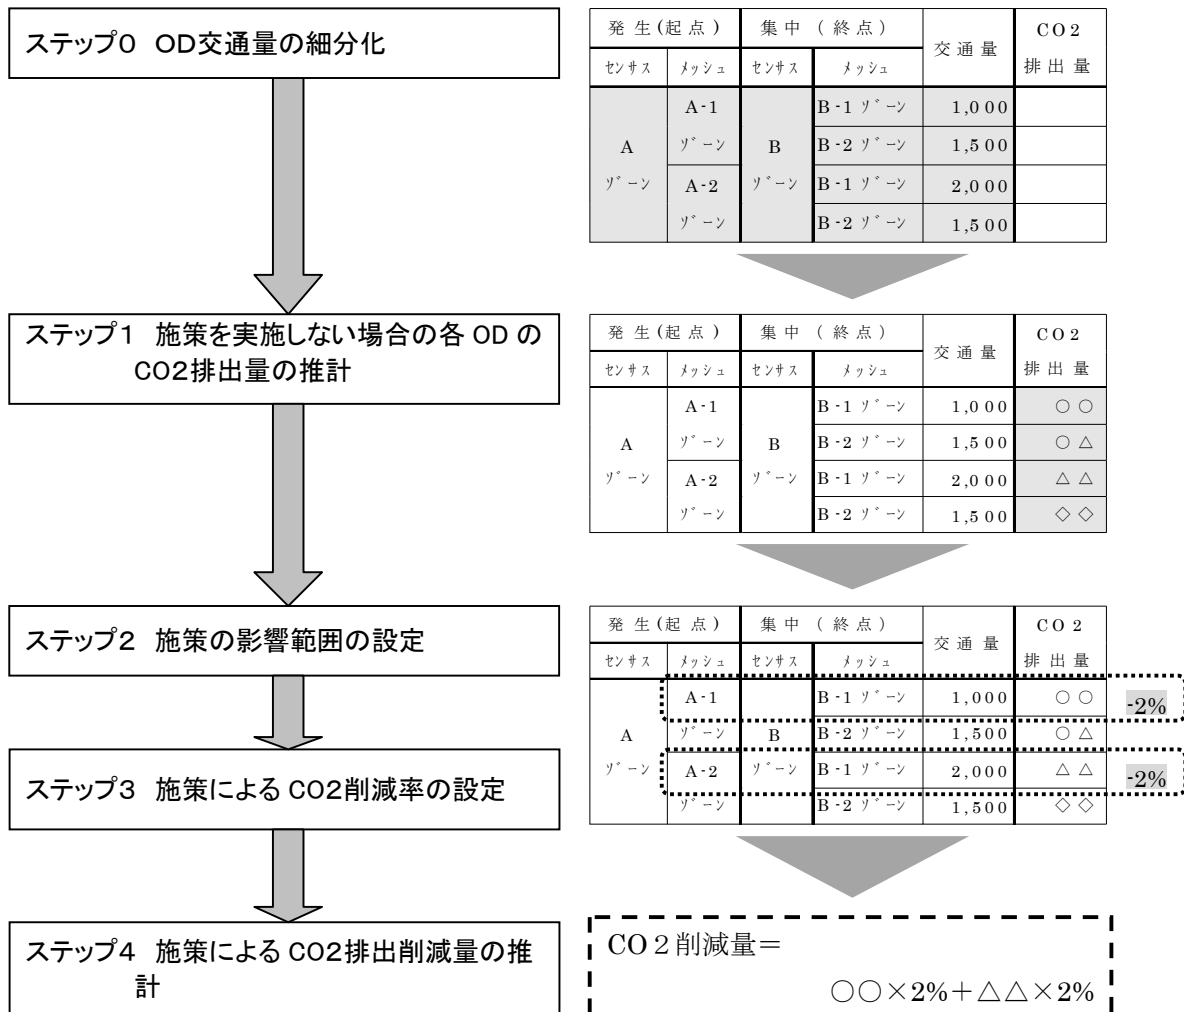 ステップ0 OD交通量の細分化
発生(起点) 集中(終点) 交通量 CO2
センサス メッシュ センサス メッシュ 排出量
A-1 B-1 ゾーン 1,000
A ゾーン B B-2 ゾーン 1,500
ゾーン A-2 ゾーン B-1 ゾーン 2,000
ゾーン B-2 ゾーン 1,500
ステップ1 施策を実施しない場合の各 OD の
CO2排出量の推計
発生(起点) 集中(終点) 交通量 CO2
センサス メッシュ センサス メッシュ 排出量
A-1 B-1 ゾーン 1,000 ○○
A ゾーン B B-2 ゾーン 1,500 ○△
ゾーン A-2 ゾーン B-1 ゾーン 2,000 △△
ゾーン B-2 ゾーン 1,500 ◇◇
ステップ2 施策の影響範囲の設定
発生(起点) 集中(終点) 交通量 CO2
センサス メッシュ センサス メッシュ 排出量
A-1 B-1 ゾーン 1,000 ○○ -2%
A ゾーン B B-2 ゾーン 1,500 ○△
ゾーン A-2 ゾーン B-1 ゾーン 2,000 △△ -2%
ゾーン B-2 ゾーン 1,500 ◇◇
ステップ3 施策による CO2削減率の設定
ステップ4 施策による CO2排出削減量の推
計
CO2削減量＝
○○×2%＋△△×2%